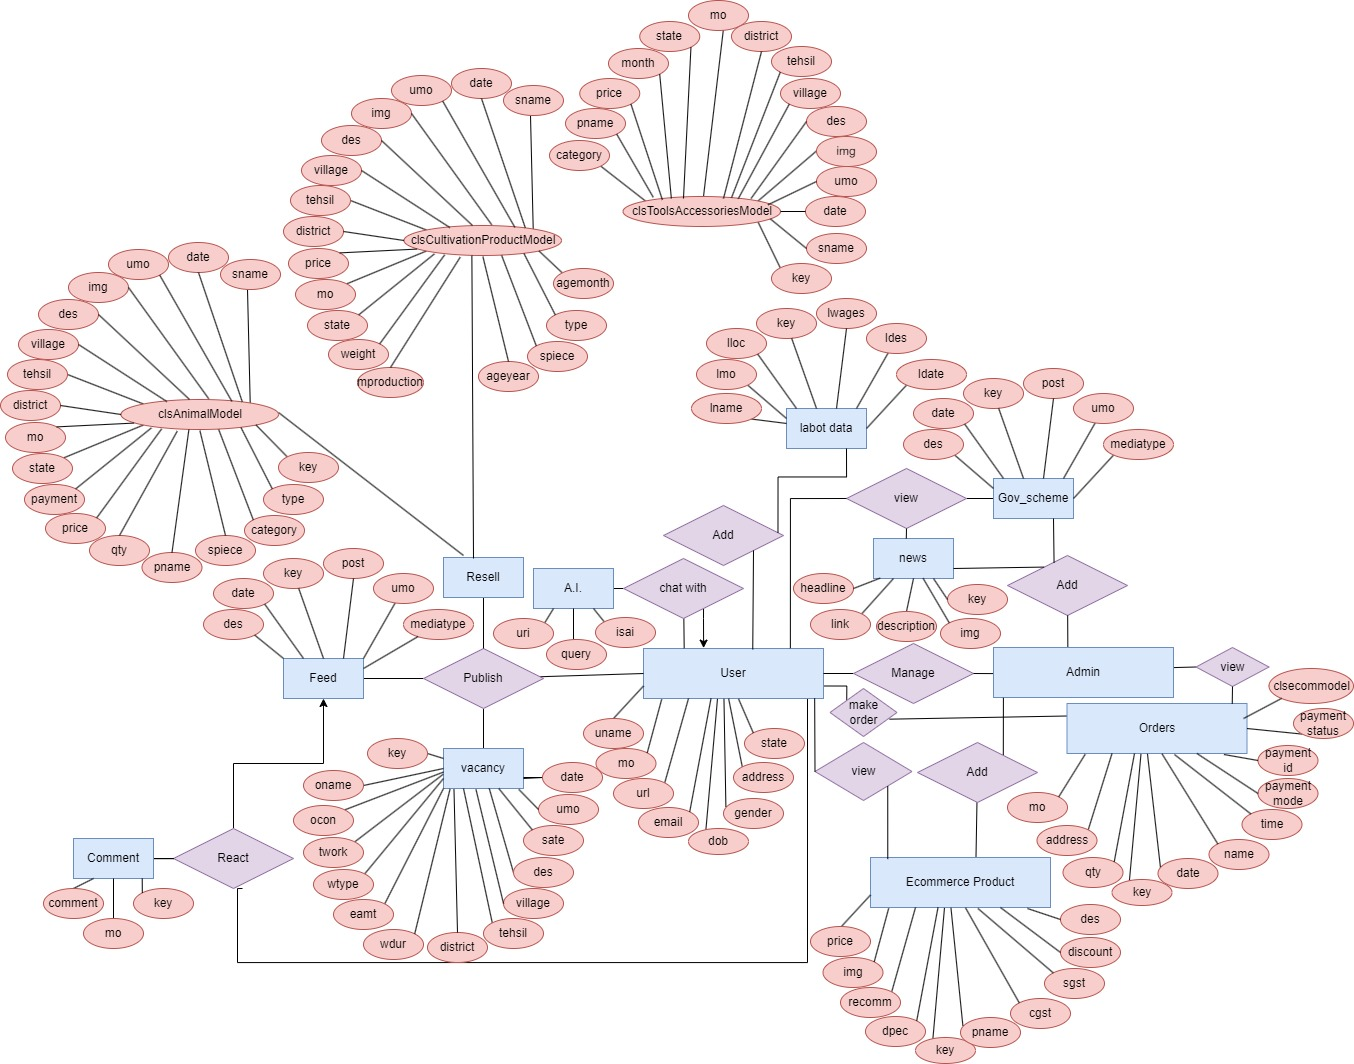 mo
state
district
month
tehsil
price
village
pname
des
category
img
umo
clsToolsAccessoriesModel
date
sname
key
umo
date
sname
img
des
village
tehsil
district
clsCultivationProductModel
price
mo
state
weight
mproduction
ageyear
spiece
type
agemonth
umo
date
sname
img
des
village
tehsil
district
clsAnimalModel
mo
state
payment
price
qty
pname
spiece
category
type
key
lwages
key
ldes
lloc
lmo
ldate
lname
labot data
post
key
umo
date
des
mediatype
Gov_scheme
view
Add
news
headline
link
description
img
key
Add
Resell
A.I.
chat with
uri
query
isai
post
key
umo
date
des
mediatype
Feed
Publish
User
Manage
Admin
view
make
order
Orders
clsecommodel
payment
status
payment
id
payment
mode
time
name
date
key
qty
address
mo
uname
mo
url
email
dob
gender
address
state
view
Add
key
vacancy
oname
ocon
twork
wtype
eamt
wdur
district
tehsil
village
des
sate
umo
date
Comment
React
comment
mo
key
Ecommerce Product
price
img
recomm
dpec
key
pname
cgst
sgst
discount
des